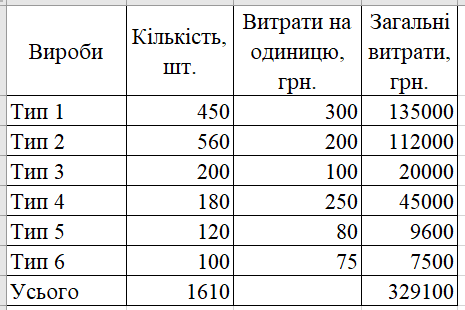 Вироби Кількість, шт. Витрати на одиницю, грн. Загальні витрати, грн.
Тип 1 450 300 135000
Тип 2 560 200 112000
Тип 3 200 100 20000
Тип 4 180 250 45000
Тип 5 120 80 9600
Тип 6 100 75 7500
Усього 1610 329100